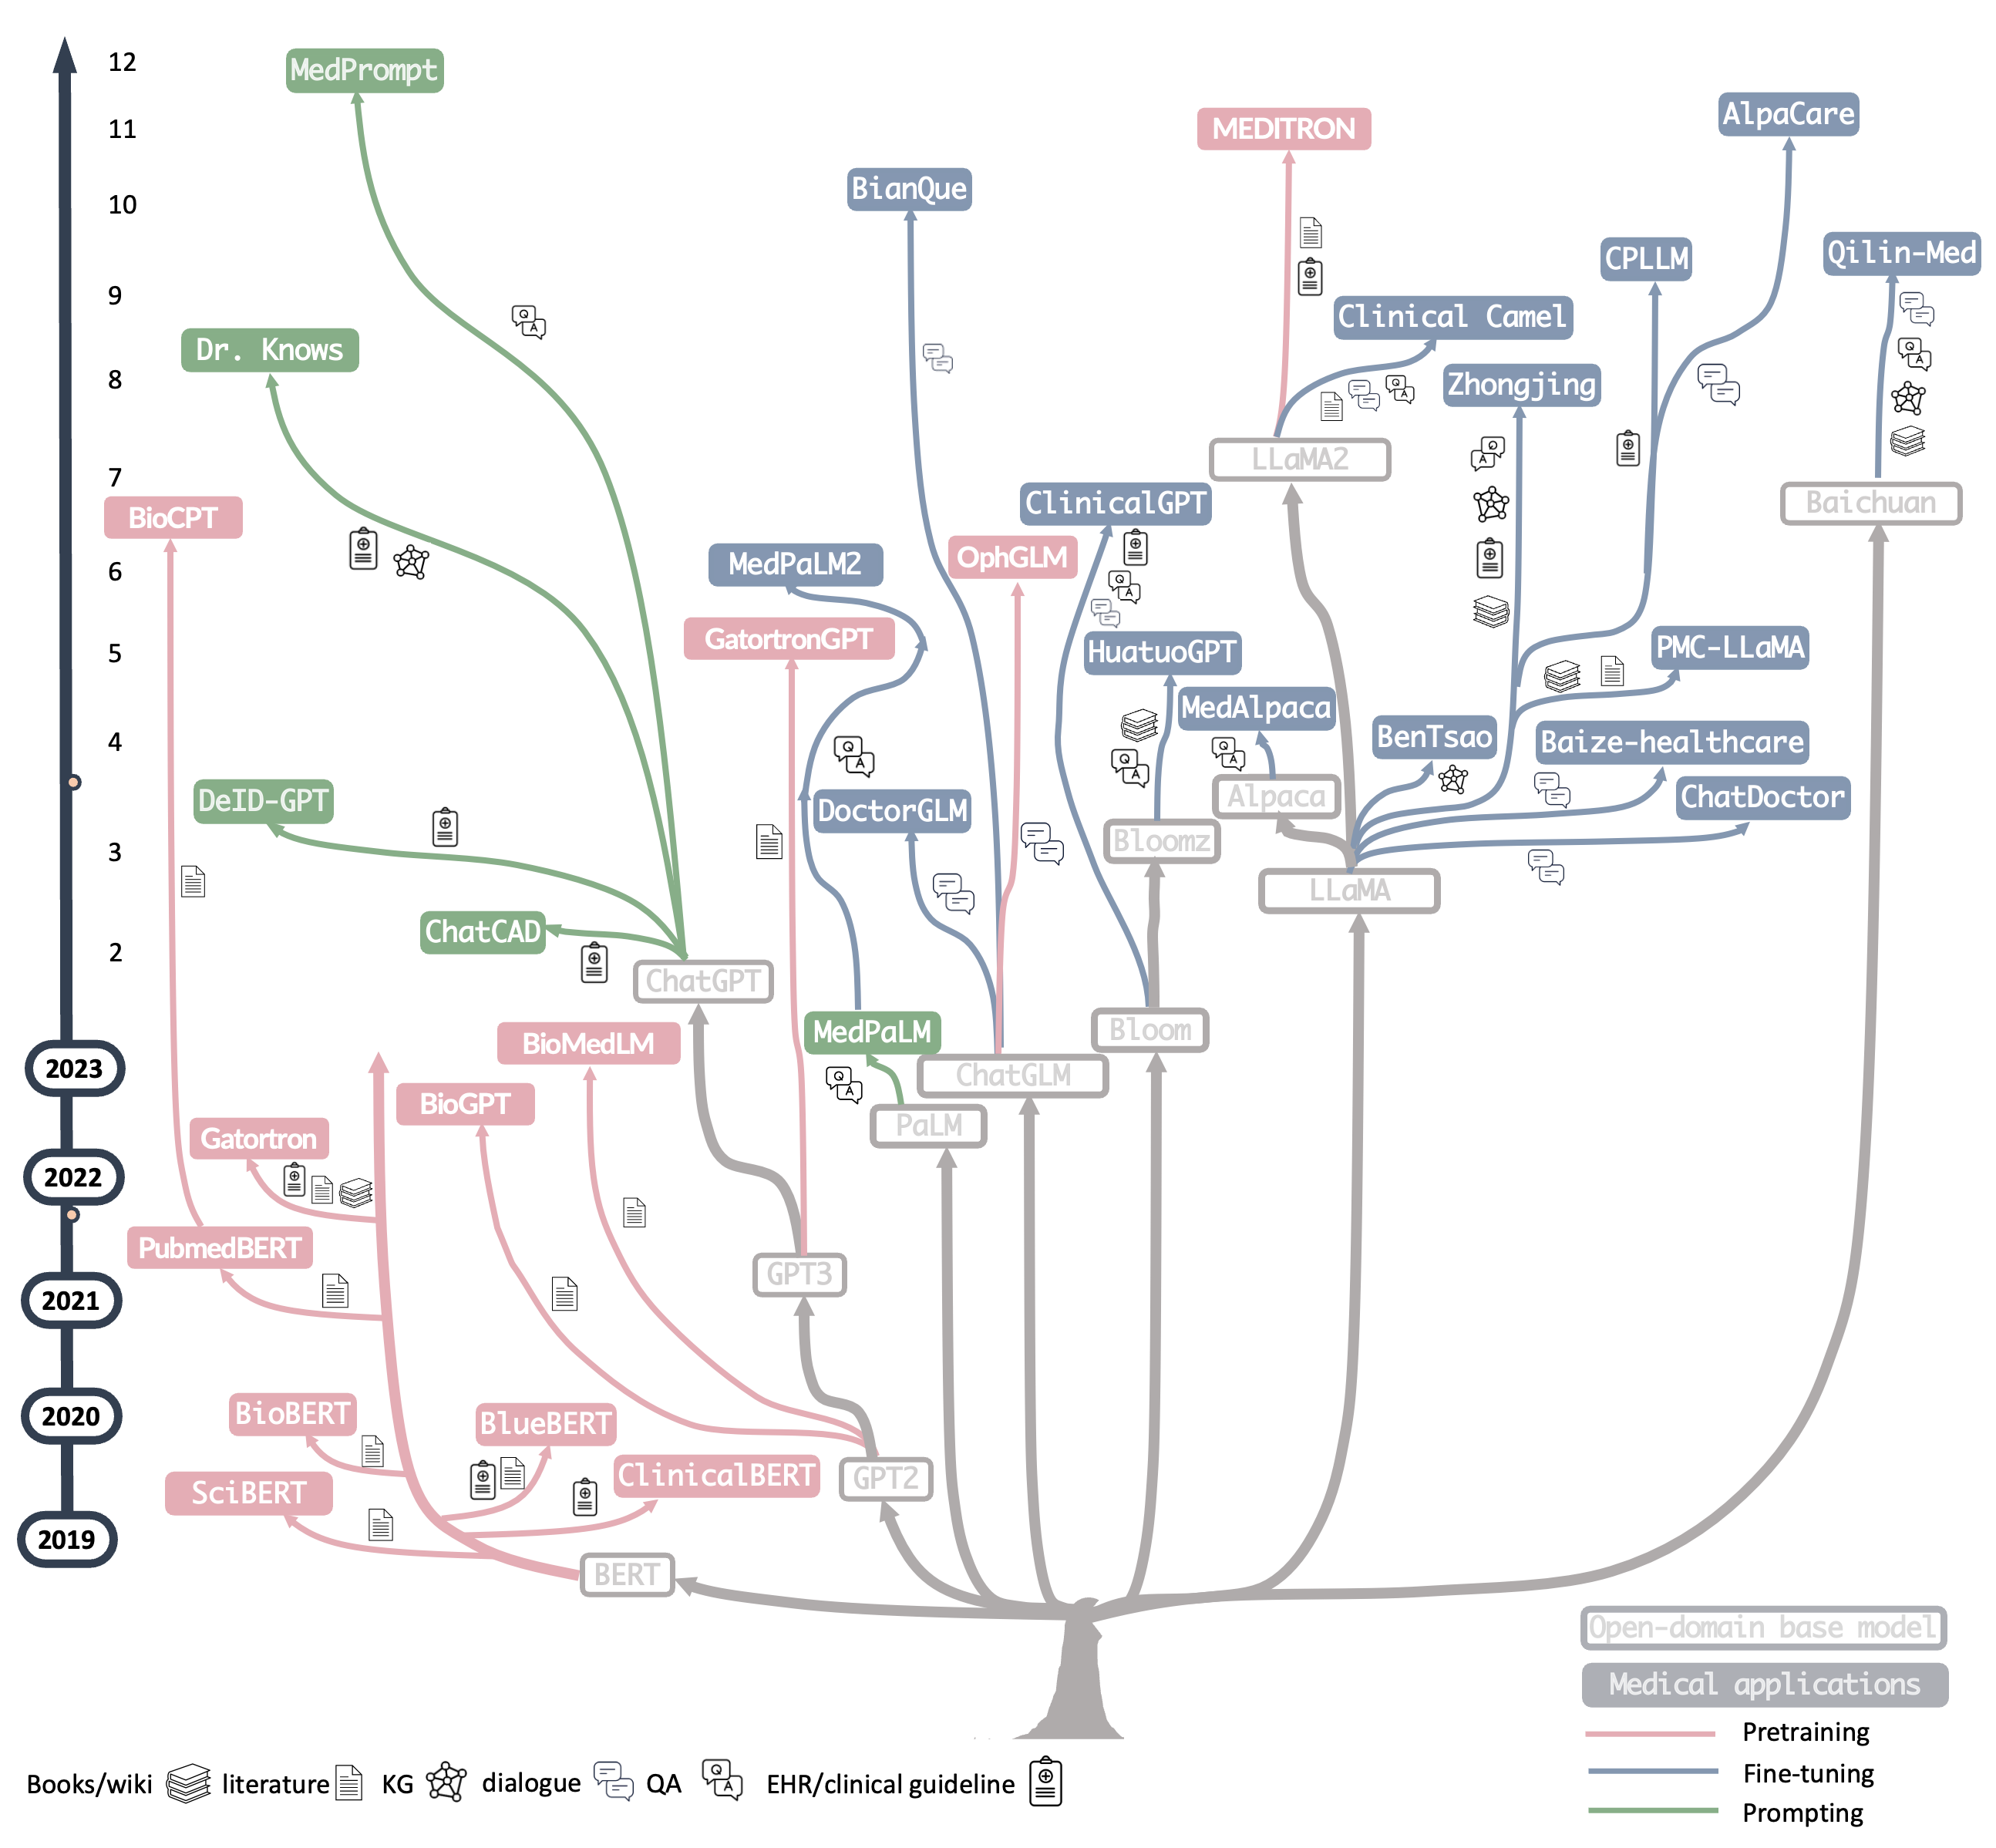 12
MedPrompt
AlpaCare
11
MEDITRON
BianQue
10
CPLLM
Qilin-Med
9
Clinical Camel
Dr. Knows
8
Zhongjing
LLaMA2
7
BioCPT
ClinicalGPT
Baichuan
MedPaLM2
OphGLM
6
GatortronGPT
5
HuatuoGPT
PMC-LLaMA
MedAlpaca
4
BenTsao
Baize-healthcare
DeID-GPT
DoctorGLM
Alpaca
ChatDoctor
3
Bloomz
LLaMA
ChatCAD
2
ChatGPT
MedPaLM
Bloom
BioMedLM
2023
ChatGLM
BioGPT
PaLM
Gatortron
2022
PubmedBERT
GPT3
2021
BioBERT
2020
BlueBERT
SciBERT
ClinicalBERT
GPT2
2019
BERT
Open-domain base model
Medical applications
Pretraining
Fine-tuning
Prompting
Books/wiki literature KG dialogue QA EHR/clinical guideline
Q
A
Q
A
Q
A
Q
A
Q
A
Q
A
Q
A
Q
A
Q
A
Q
A
Q
A